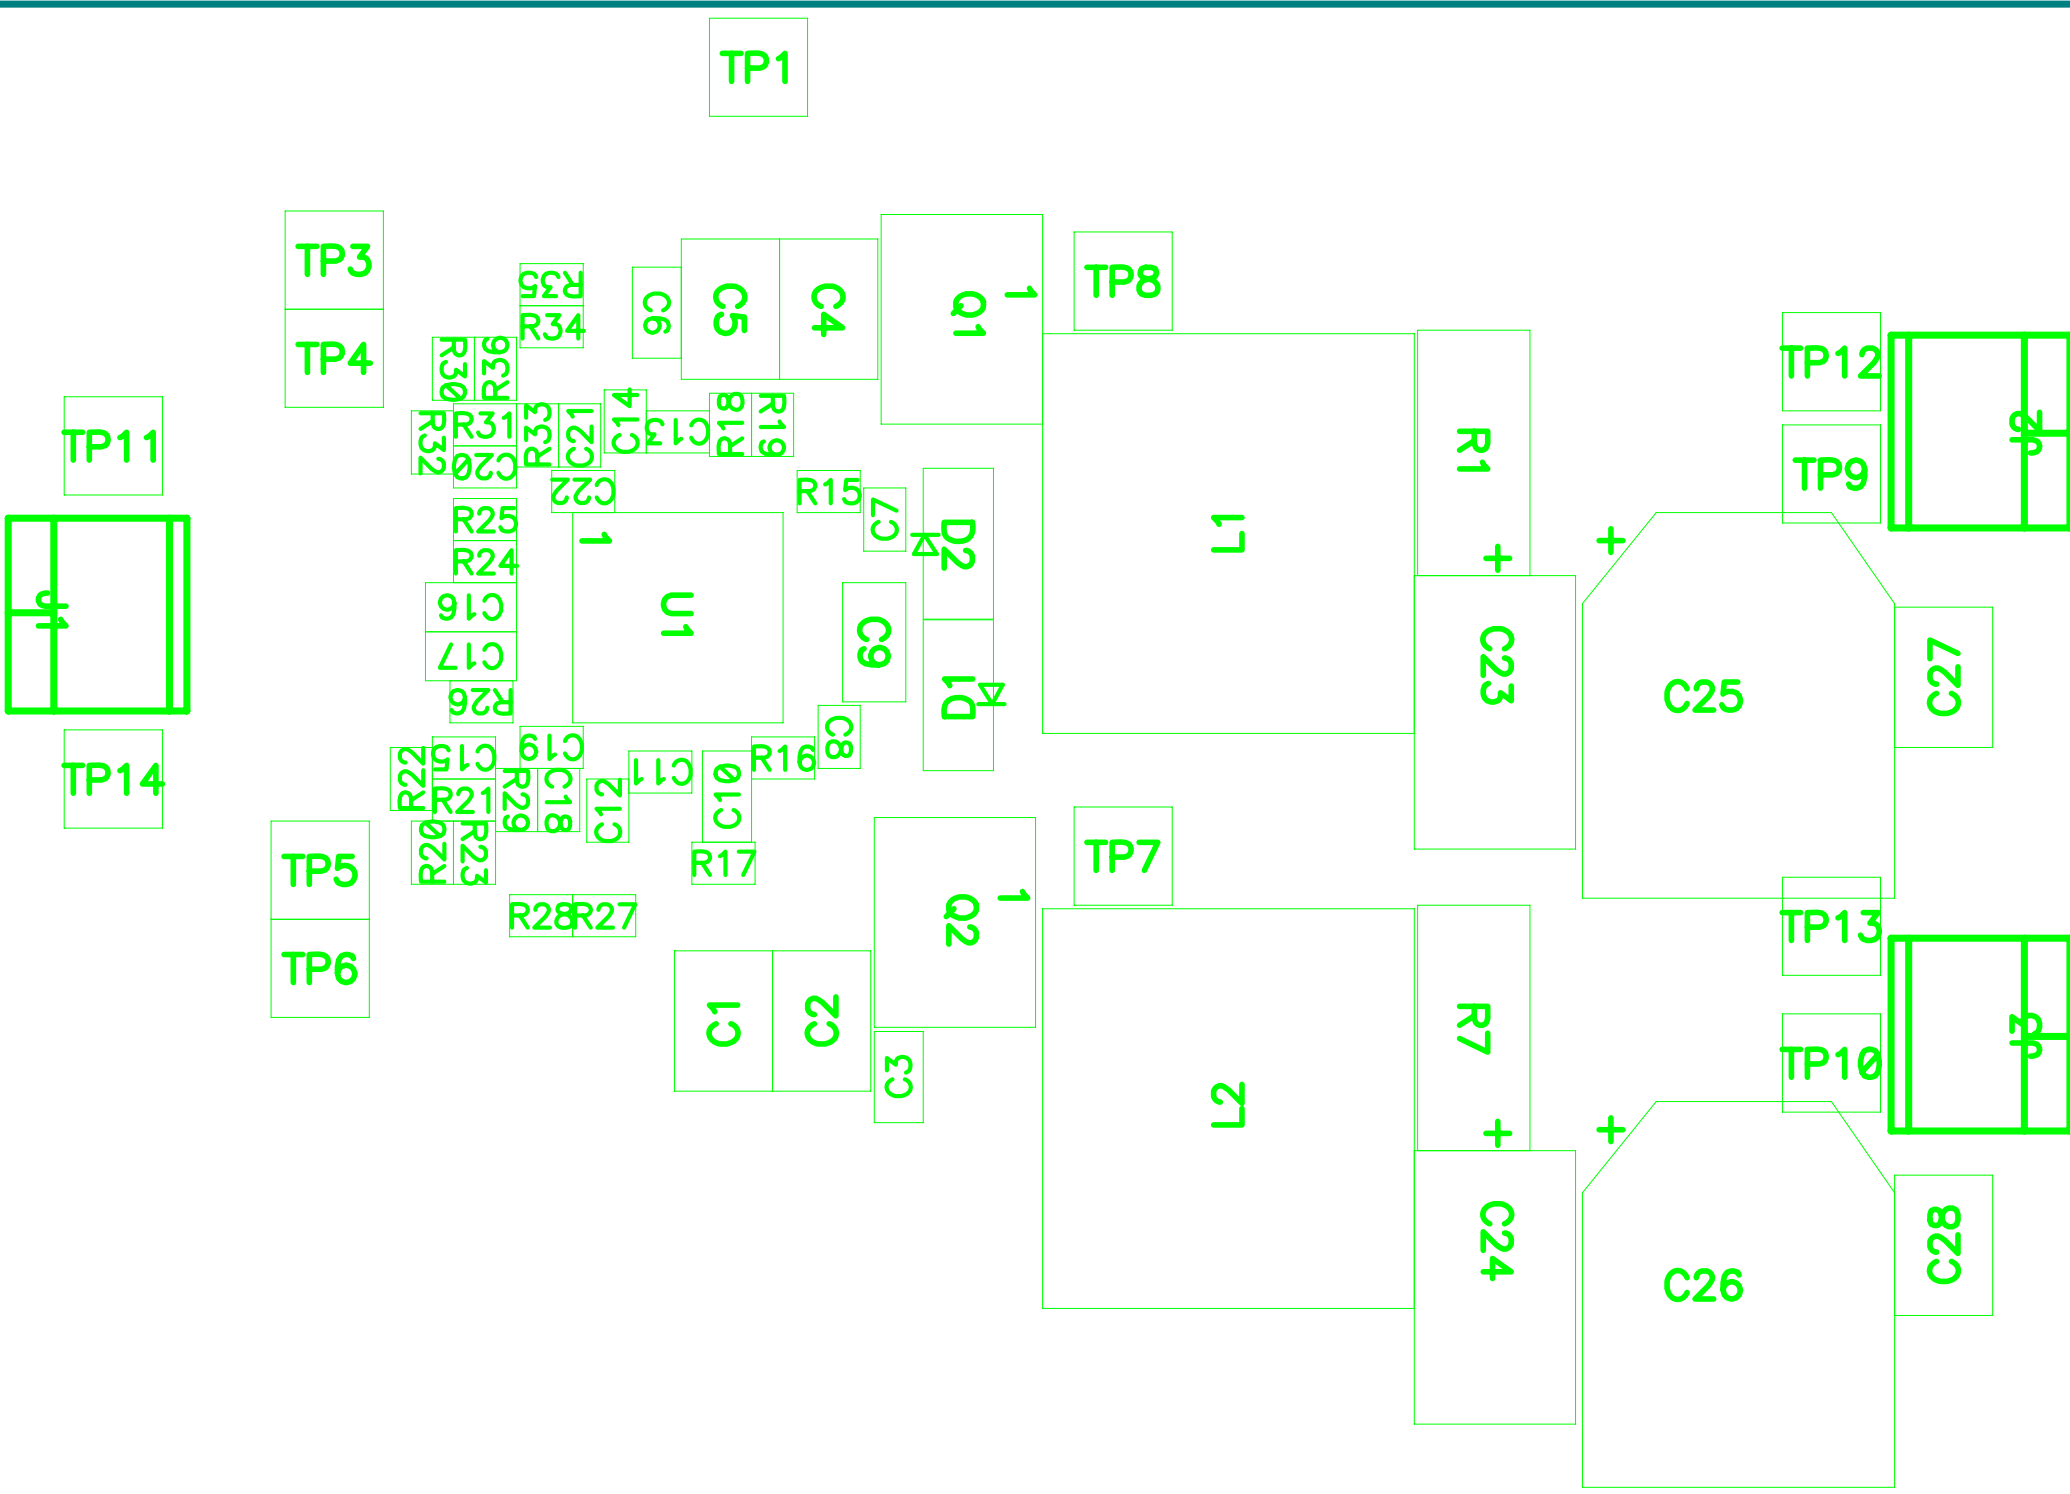 TP1
TP3
R35
C6
C5
C4
Q1
1
TP8
R34
TP4
R30
R36
TP12
TP11
R32
R31
R33
C21
C14
C13
R18
R19
J2
C20
R1
TP9
C22
R15
C7
R25
1
D2
L1
+
+
R24
J1
C16
U1
C17
C9
C23
C25
C27
R26
D1
C19
C8
TP14
R22
C15
C11
C10
R16
R21
R29
C18
C12
TP5
R20
R23
R17
TP7
R28
R27
Q2
1
TP13
TP6
C1
C2
R7
J3
C3
TP10
L2
+
+
C24
C28
C26